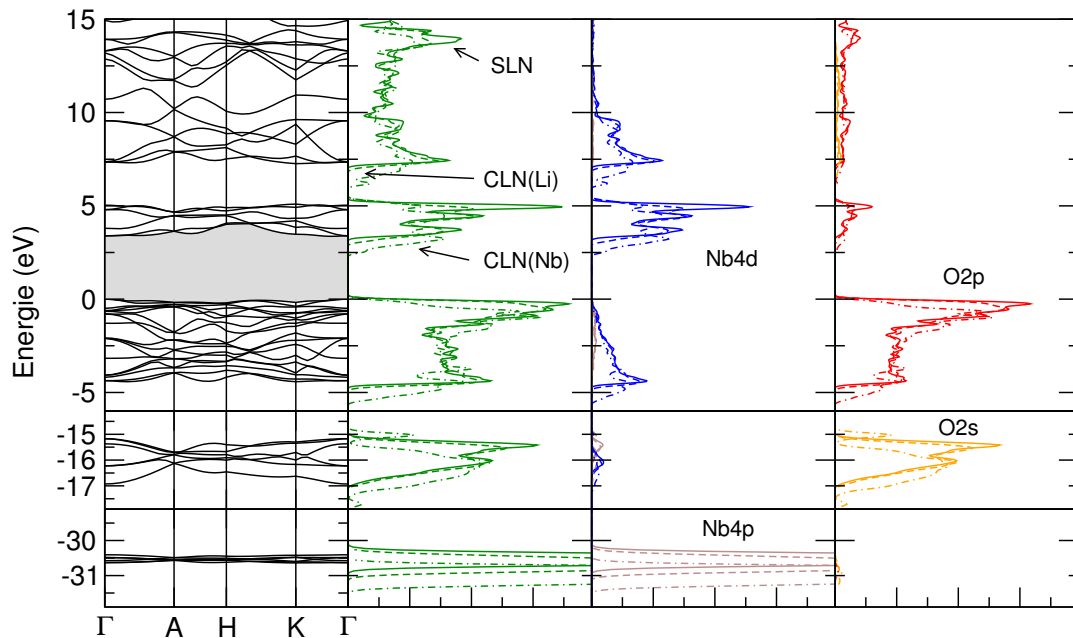 15
10
5
0
-5
-15
-16
-17
-30
-31
Energie (eV)
Γ
A
H
K
Γ
SLN
CLN(Li)
CLN(Nb)
Nb4d
O2p
O2s
Nb4p